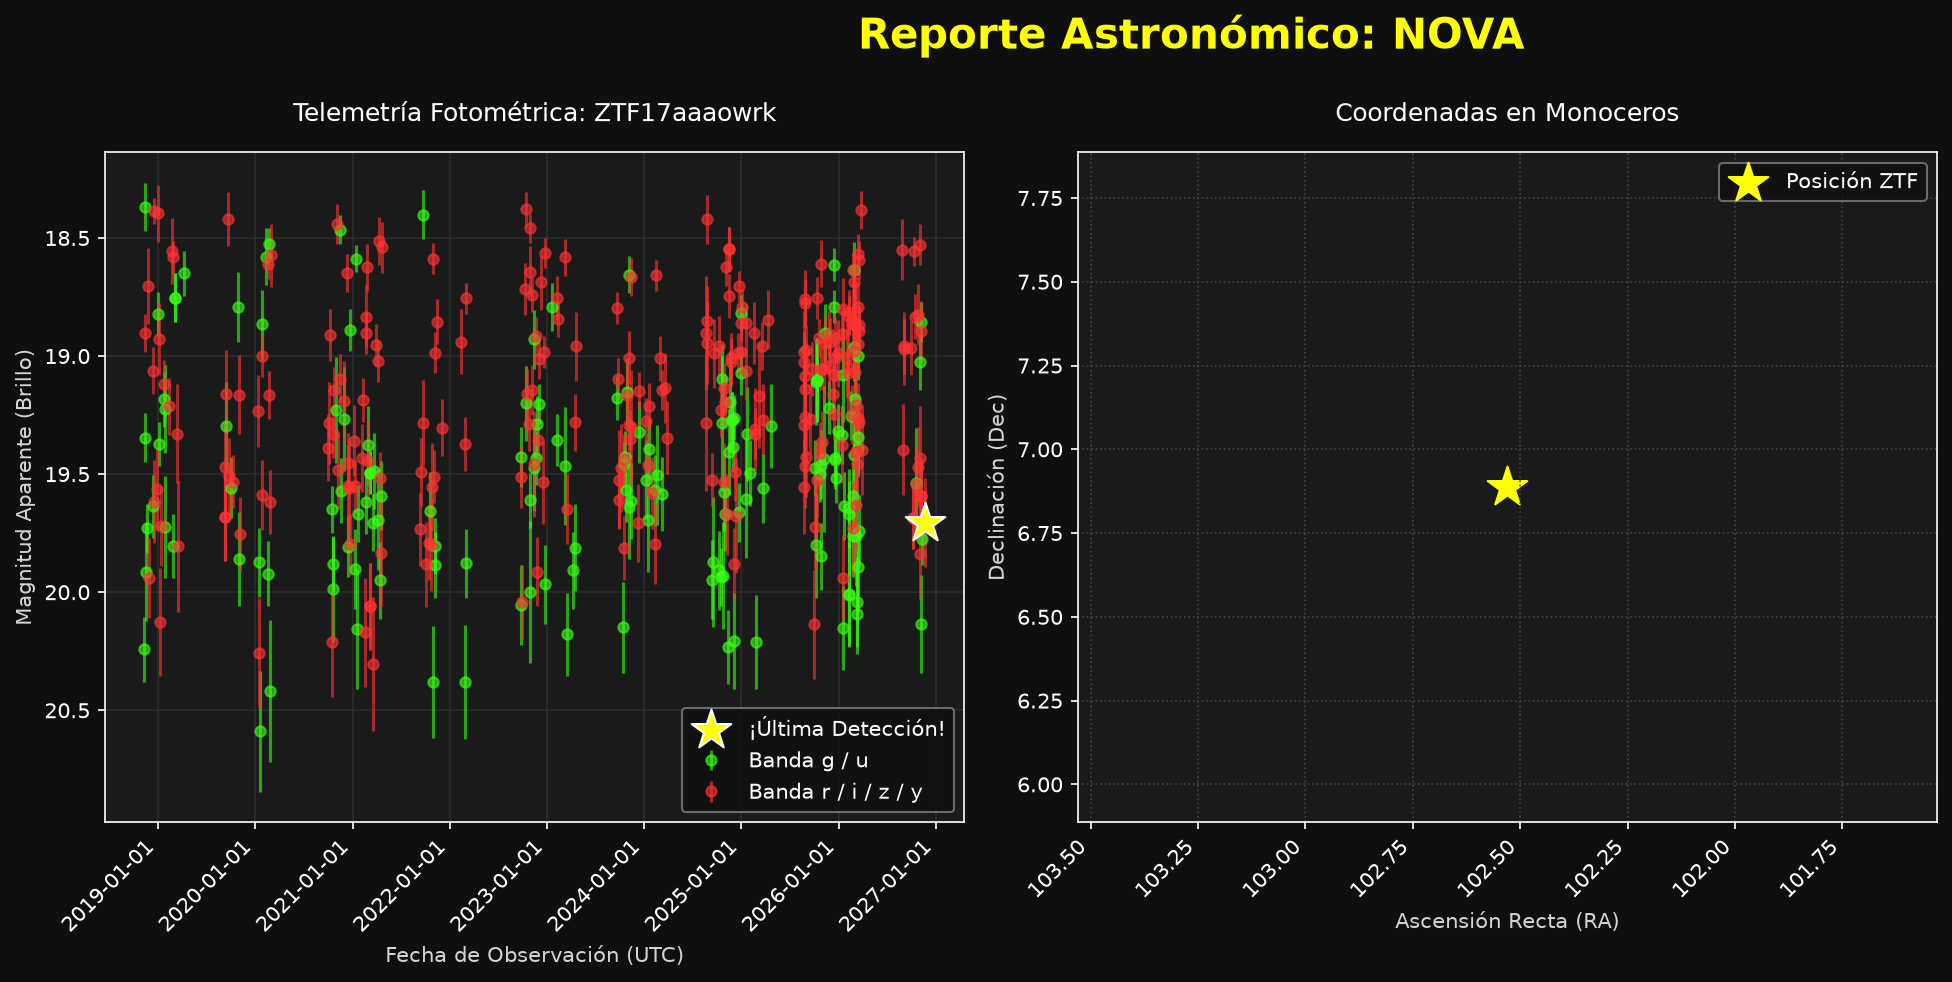 Reporte Astronómico: NOVA
Telemetría Fotométrica: ZTF17aaaowrk
Magnitud Aparente (Brillo)
18.5
19.0
19.5
20.0
20.5
¡Última Detección!
Banda g / u
Banda r / i / z / y
2019-01-01
2020-01-01
2021-01-01
2022-01-01
2023-01-01
2024-01-01
2025-01-01
2026-01-01
2027-01-01
Fecha de Observación (UTC)
Coordenadas en Monoceros
Posición ZTF
Declinación (Dec)
7.75
7.50
7.25
7.00
6.75
6.50
6.25
6.00
103.50
103.25
103.00
102.75
102.50
102.25
102.00
101.75
Ascensión Recta (RA)